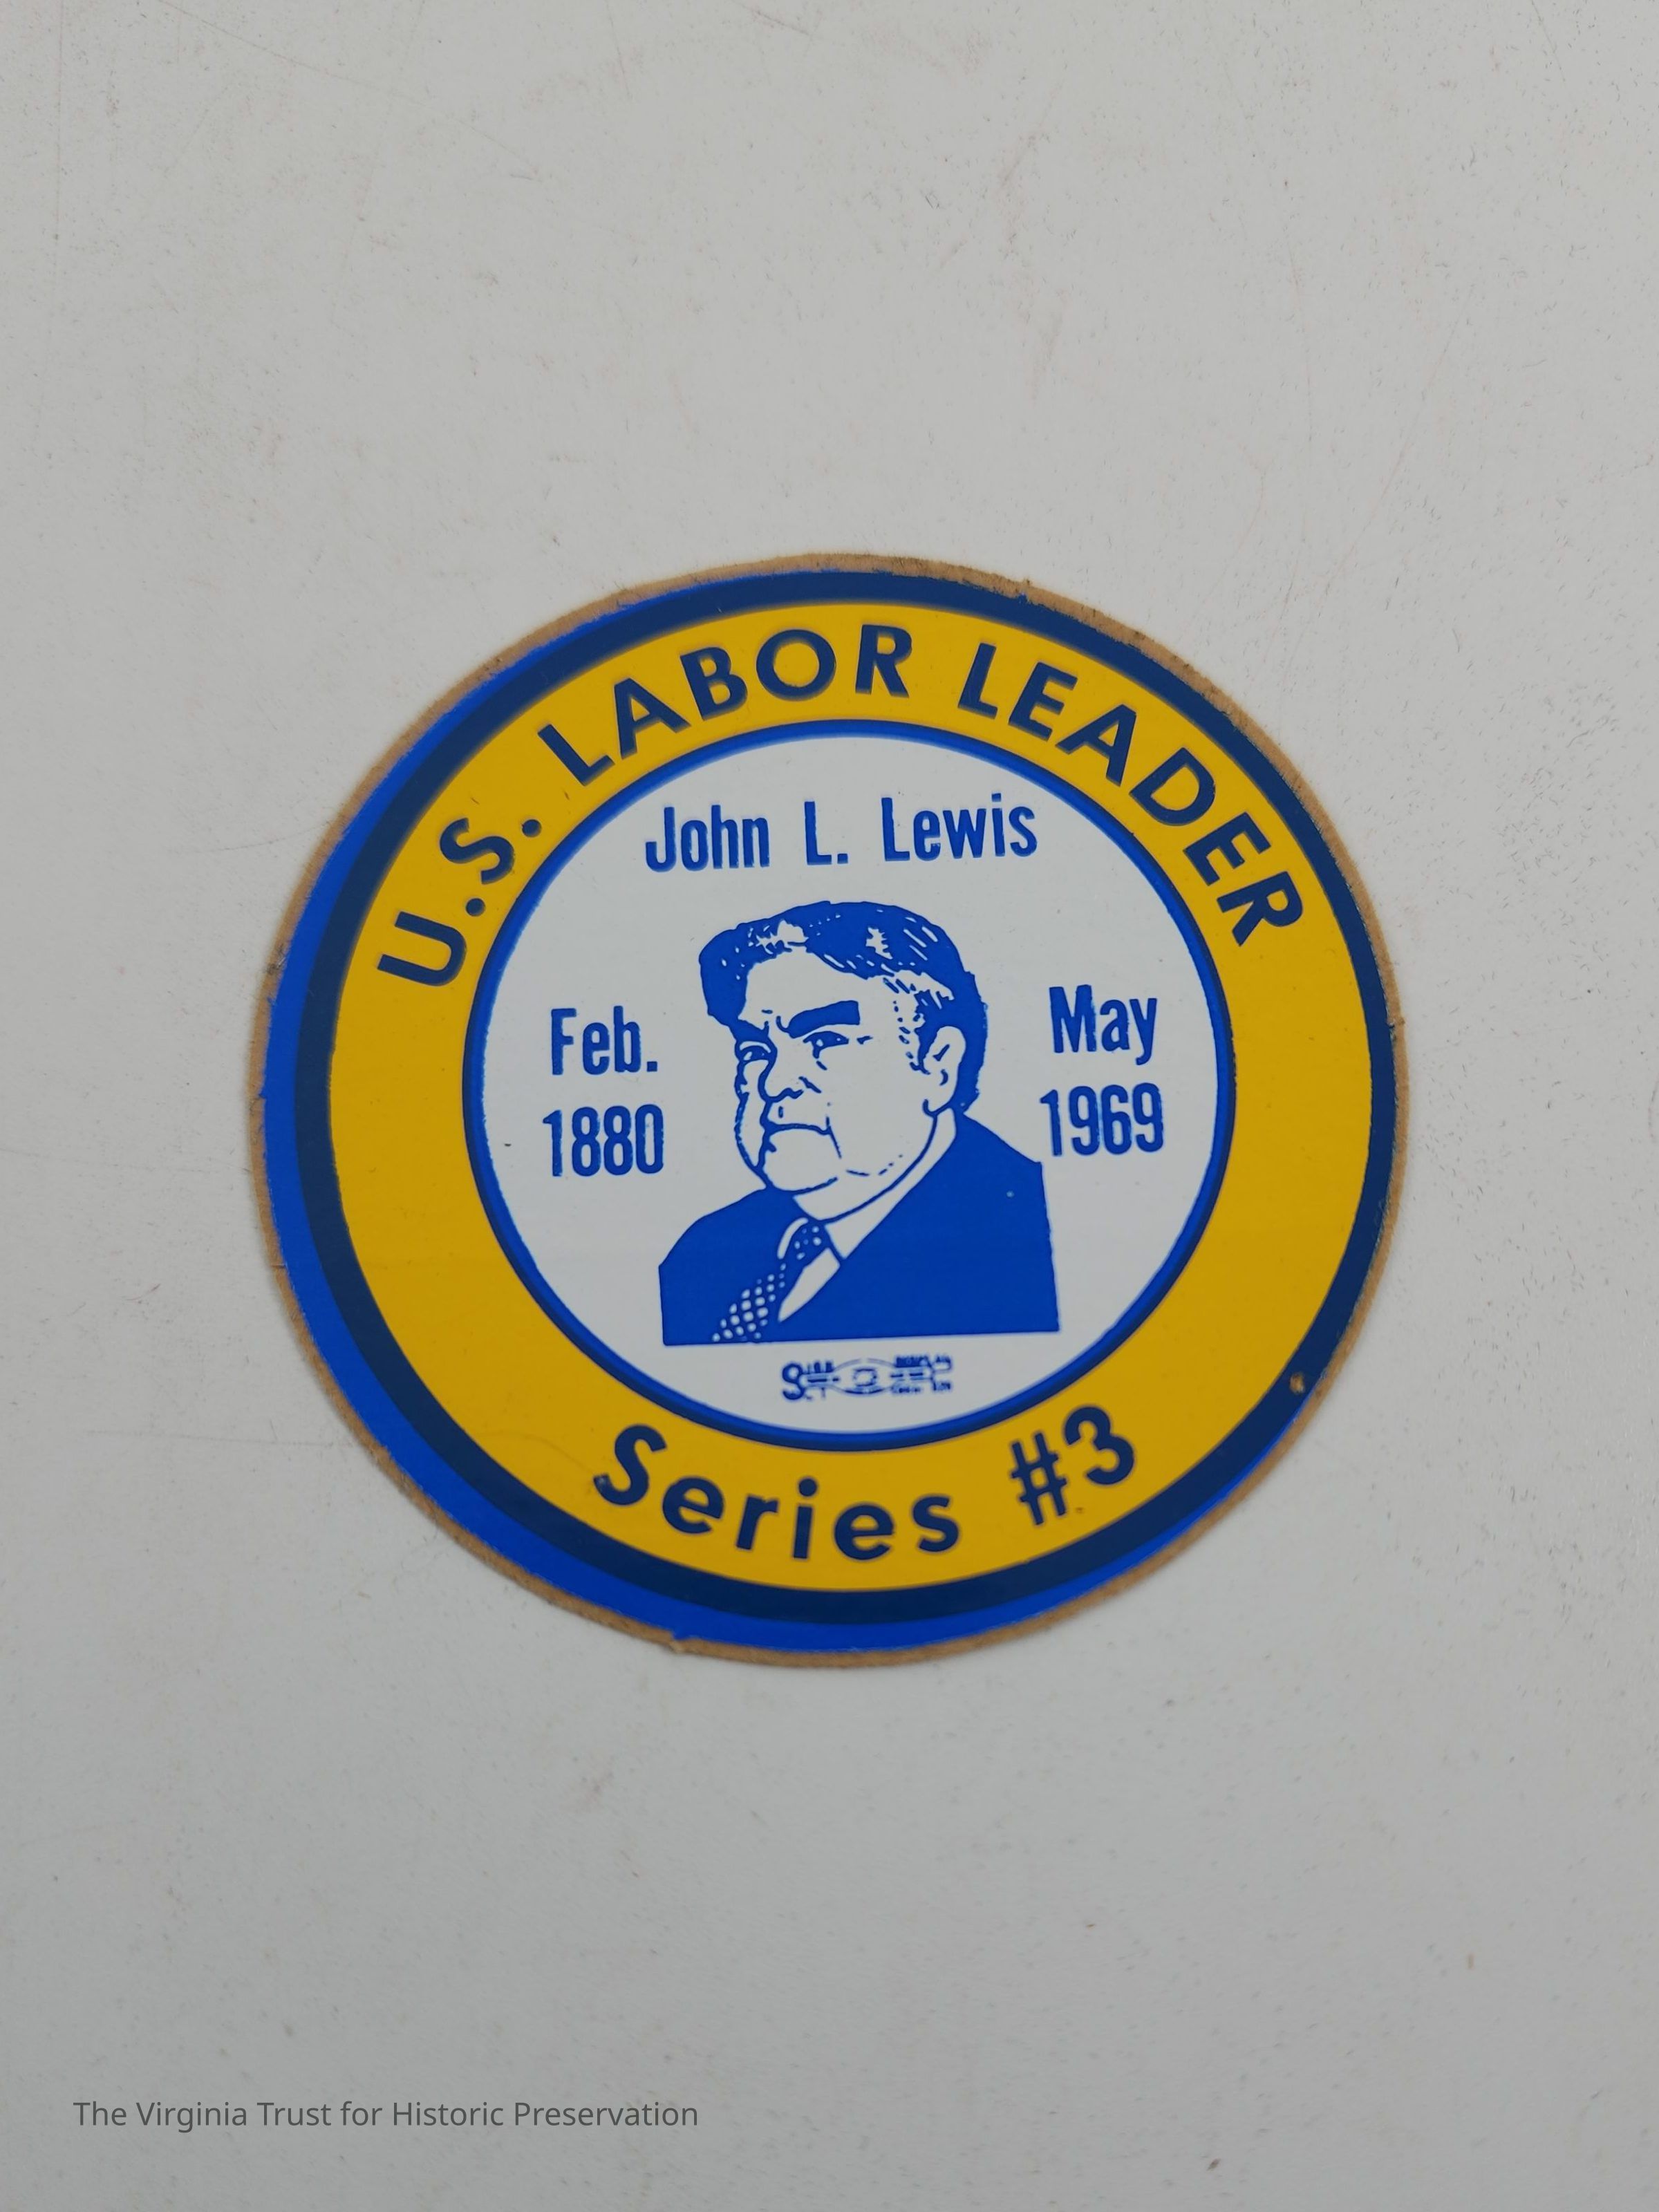 U.S. LABOR LEADER
John L. Lewis
Feb.
1880
May
1969
Series #3
The Virginia Trust for Historic Preservation